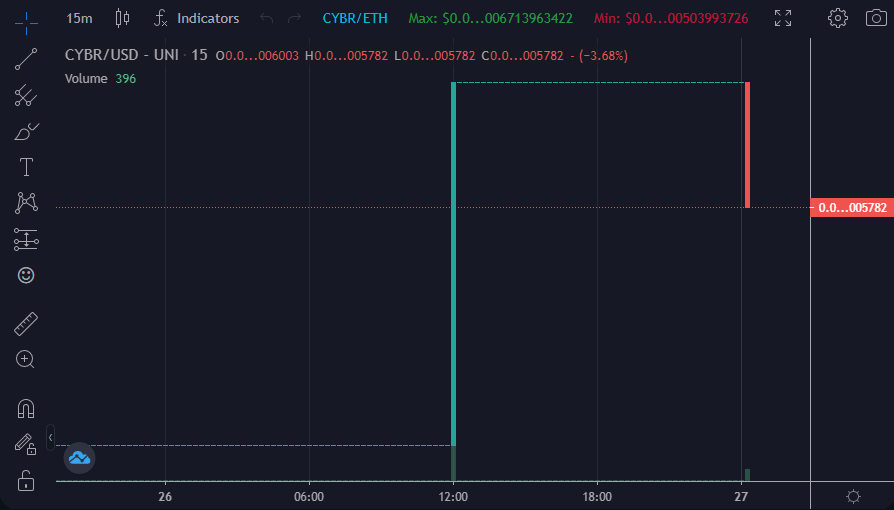 15m Indicators CYBR/ETH Max: $0.0...006713963422 Min: $0.0...00503993726
CYBR/USD - UNI · 15 O0.0...006003 H0.0...005782 L0.0...005782 C0.0...005782 - (−3.68%)
Volume 396
0.0...005782
26 06:00 12:00 18:00 27